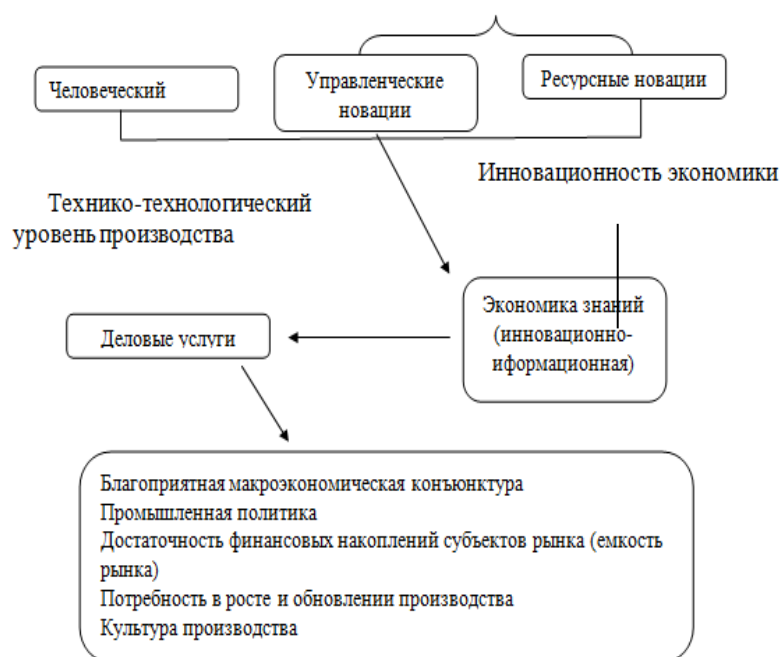 Человеческий
Управленческие
новации
Ресурсные новации
Инновационность экономики
Технико-технологический
уровень производства
Экономика знаний
(инновационно-
иформационная)
Деловые услуги
Благоприятная макроэкономическая конъюнктура
Промышленная политика
Достаточность финансовых накоплений субъектов рынка (емкость
рынка)
Потребность в росте и обновлении производства
Культура производства